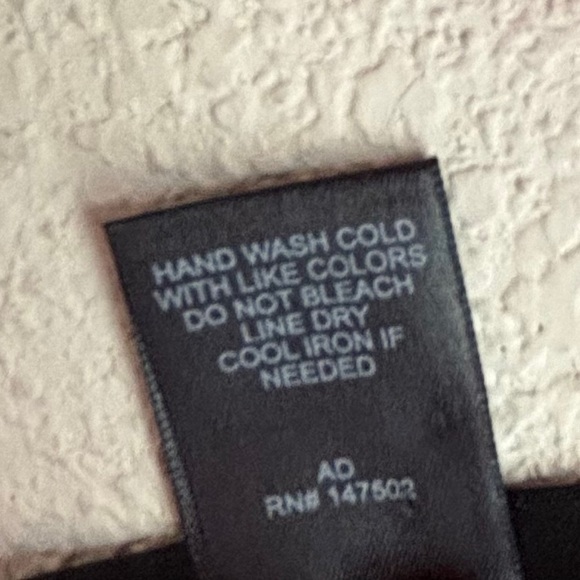 HAND WASH COLD
WITH LIKE COLORS
DO NOT BLEACH
LINE DRY
COOL IRON IF
NEEDED
AD
RN# 147502